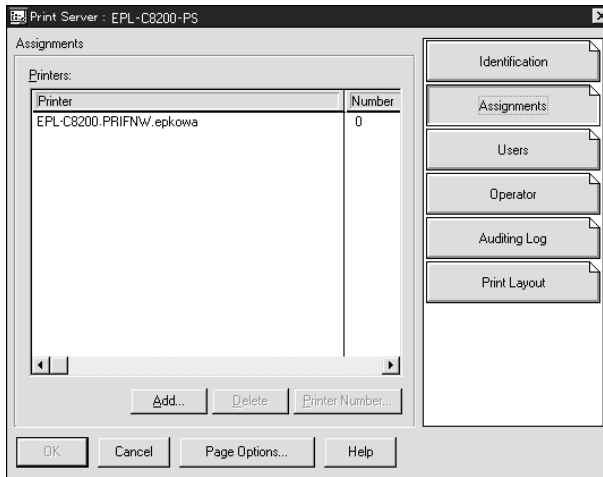 Print Server : EPL-C8200-PS
Assignments
Printers:
Printer Number
EPL-C8200.PRIFNW.epkowa 0
Add... Delete Printer Number...
OK Cancel Page Options... Help
Identification
Assignments
Users
Operator
Auditing Log
Print Layout